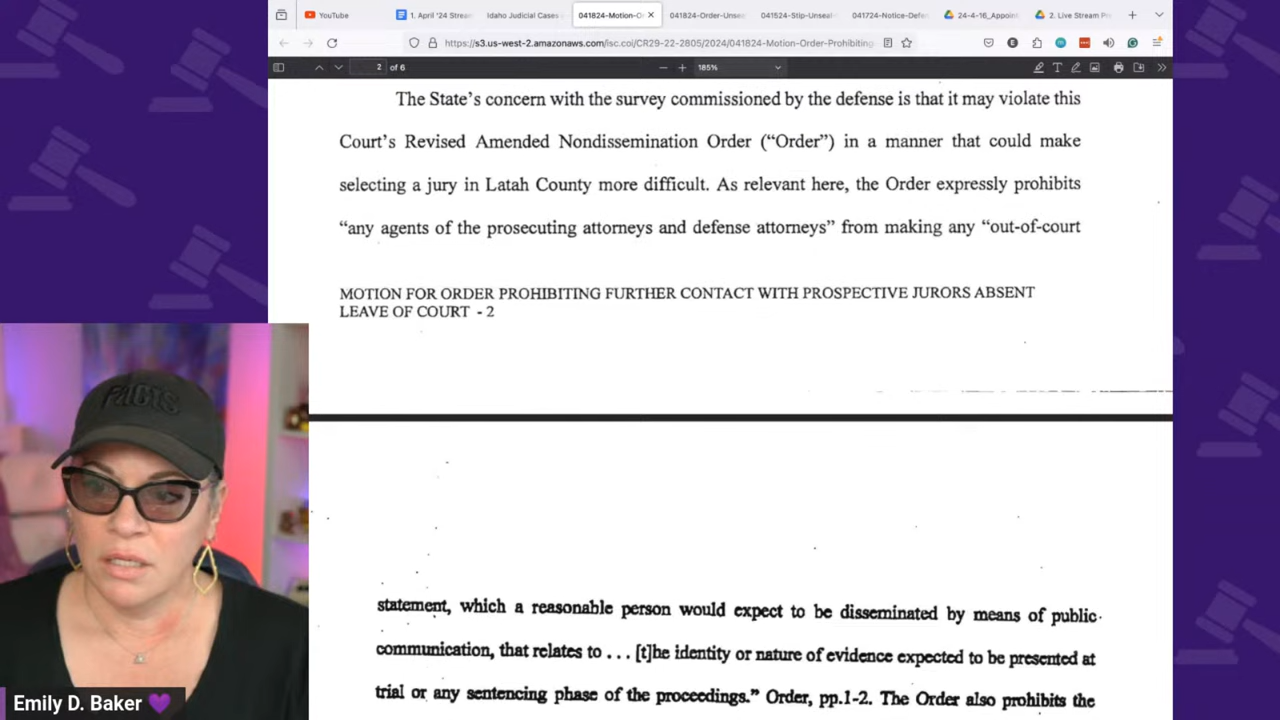 YouTube
1. April '24 Strean
Idaho Judicial Cases
041824-Motion-O
041824-Order-Unsea
041524-Stip-Unseal
041724-Notice-Defe
24-4-16_Appoint
2. Live Stream Pr
https://s3.us-west-2.amazonaws.com/isc.coi/CR29-22-2805/2024/041824-Motion-Order-Prohibiting
2 of 6
185%
The State's concern with the survey commissioned by the defense is that it may violate this
Court's Revised Amended Nondissemination Order ("Order") in a manner that could make
selecting a jury in Latah County more difficult. As relevant here, the Order expressly prohibits
"any agents of the prosecuting attorneys and defense attorneys" from making any "out-of-court
MOTION FOR ORDER PROHIBITING FURTHER CONTACT WITH PROSPECTIVE JURORS ABSENT
LEAVE OF COURT - 2
statement, which a reasonable person would expect to be disseminated by means of public
communication, that relates to . . . [t]he identity or nature of evidence expected to be presented at
trial or any sentencing phase of the proceedings." Order, pp.1-2. The Order also prohibits the
FACTS
Emily D. Baker